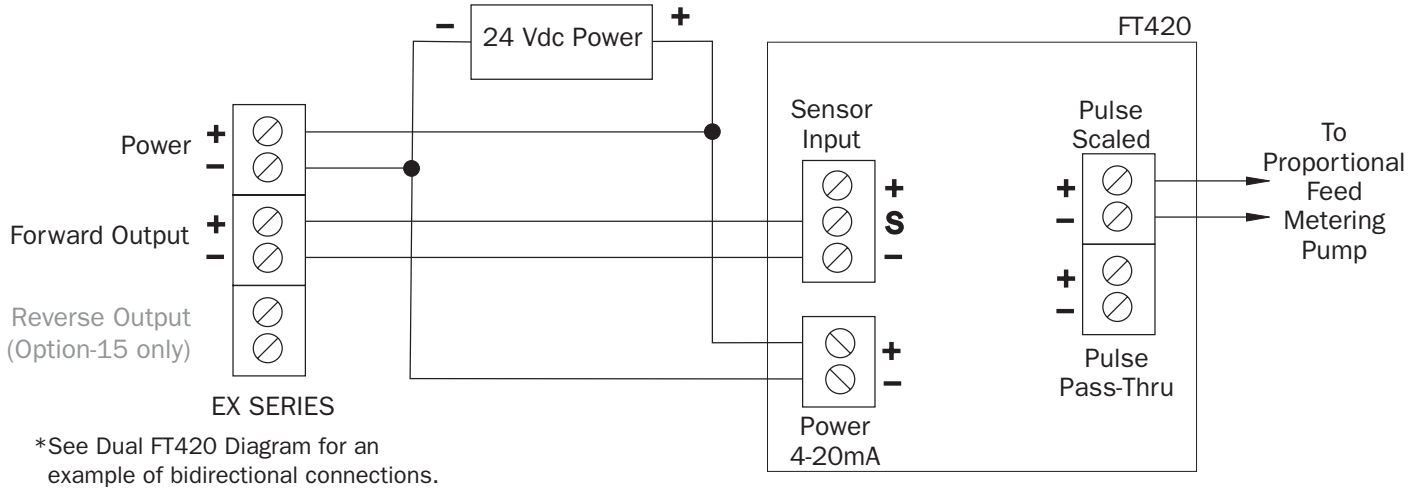 − 24 Vdc Power +
FT420
Power + −
Forward Output + −
Reverse Output
(Option-15 only)
EX SERIES
*See Dual FT420 Diagram for an
example of bidirectional connections.
Sensor
Input
+
S
−
+
−
Power
4-20mA
Pulse
Scaled
+
−
+
−
Pulse
Pass-Thru
To
Proportional
Feed
Metering
Pump